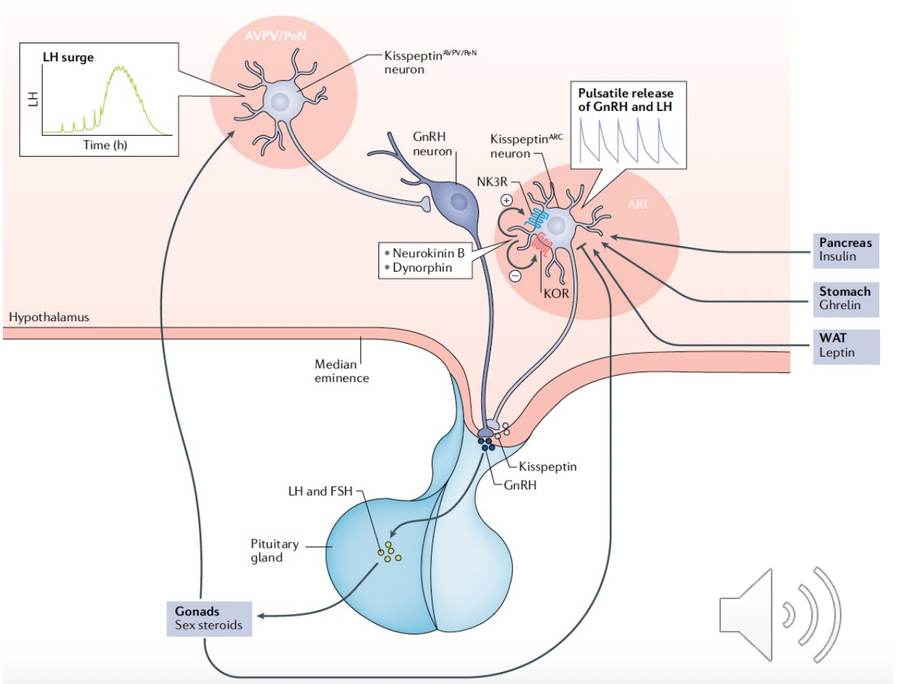 AVPV/PeN
LH surge
LH
Time (h)
Kisspeptin^AVPV/PeN
neuron
GnRH
neuron
Kisspeptin^ARC
neuron
Pulsatile release
of GnRH and LH
NK3R
ARC
+
• Neurokinin B
• Dynorphin
−
KOR
Pancreas
Insulin
Stomach
Ghrelin
WAT
Leptin
Hypothalamus
Median
eminence
Kisspeptin
GnRH
LH and FSH
Pituitary
gland
Gonads
Sex steroids